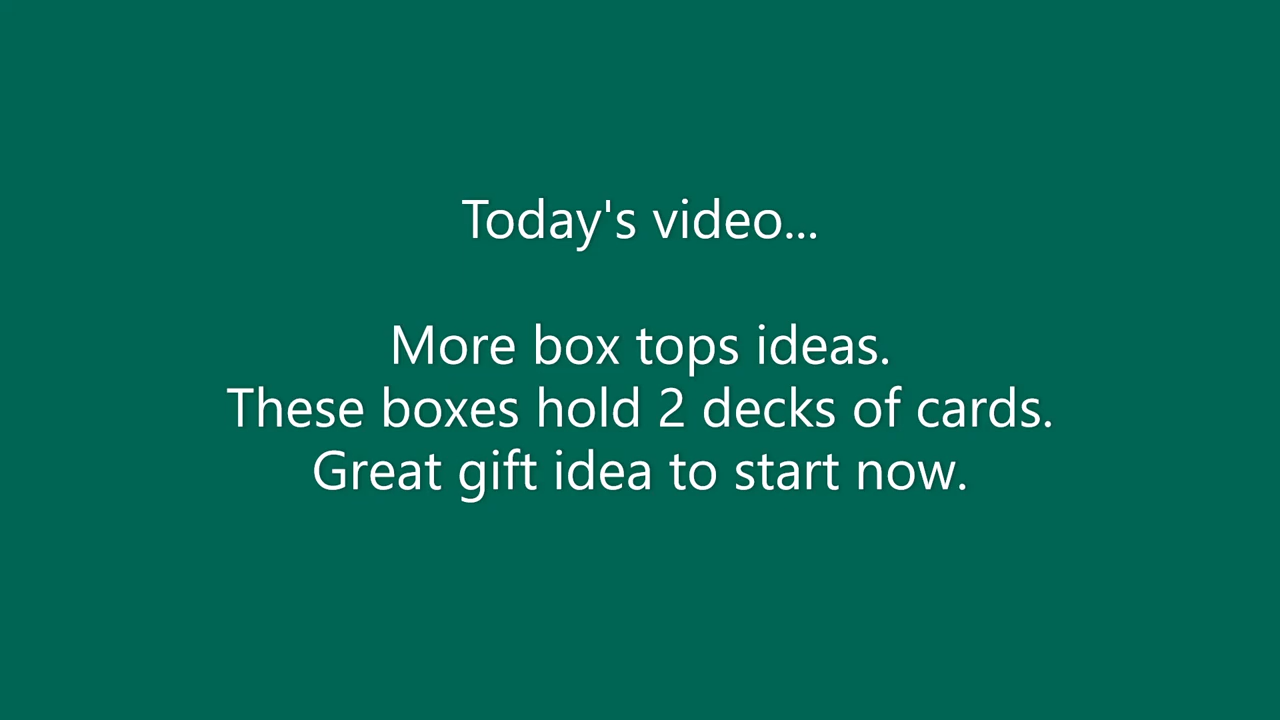 Today's video...
More box tops ideas.
These boxes hold 2 decks of cards.
Great gift idea to start now.